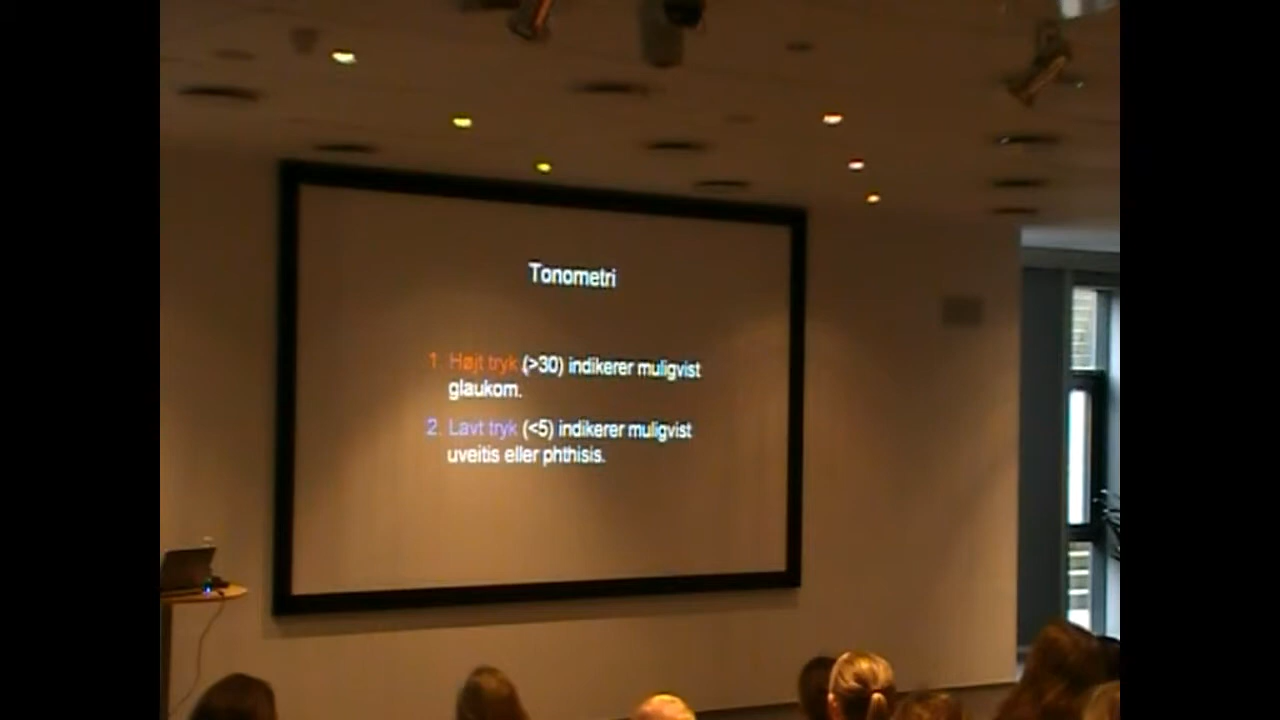 Tonometri
1. Højt tryk (>30) indikerer muligvist
glaukom.
2. Lavt tryk (<5) indikerer muligvist
uveitis eller phthisis.